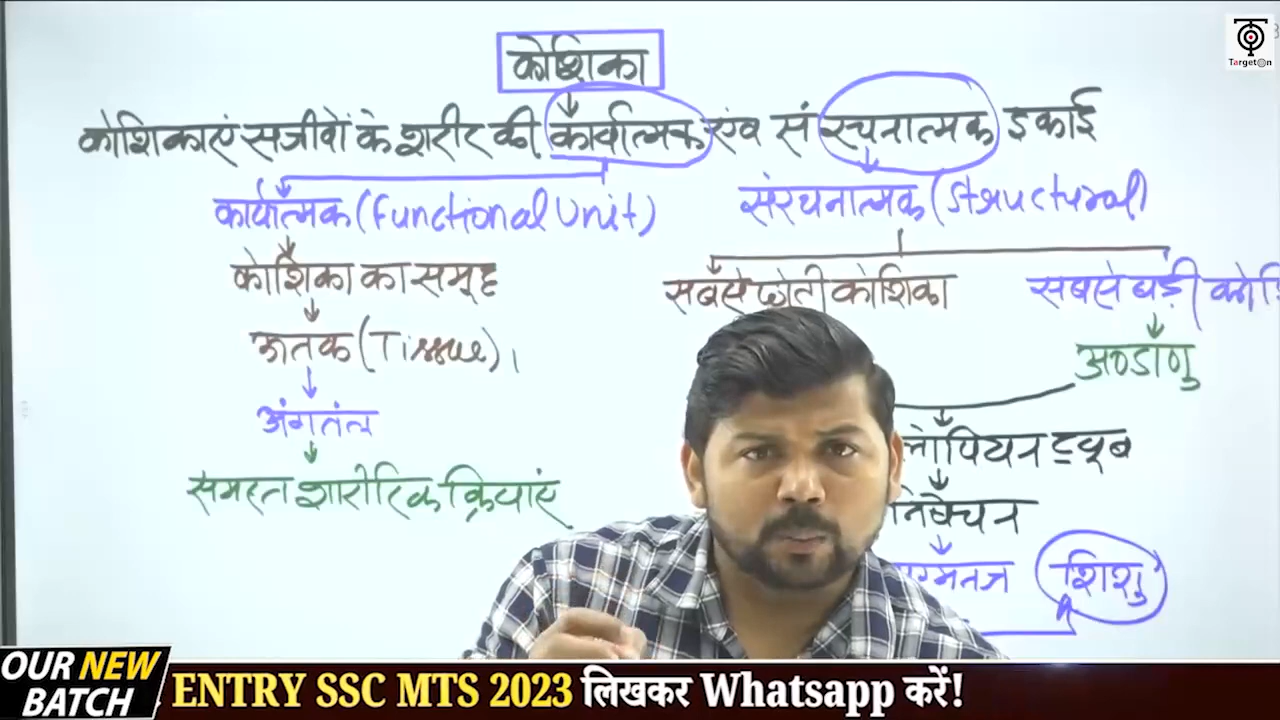 कोशिका
कोशिकाएं सजीवों के शरीर की कार्यात्मक एंव सं रचनात्मक इकाई
कार्यात्मक (Functional Unit)
संरचनात्मक (Structural)
कोशिका का समूह
सबसे छोटी कोशिका
सबसे बड़ी
ऊतक (Tissue)
अण्डाणु
अंगतंत्र
ट्यूब
समस्त शारीरिक क्रियाएं
निषेचन
शिशु
TargetOn
OUR NEW BATCH
ENTRY SSC MTS 2023 लिखकर Whatsapp करें!